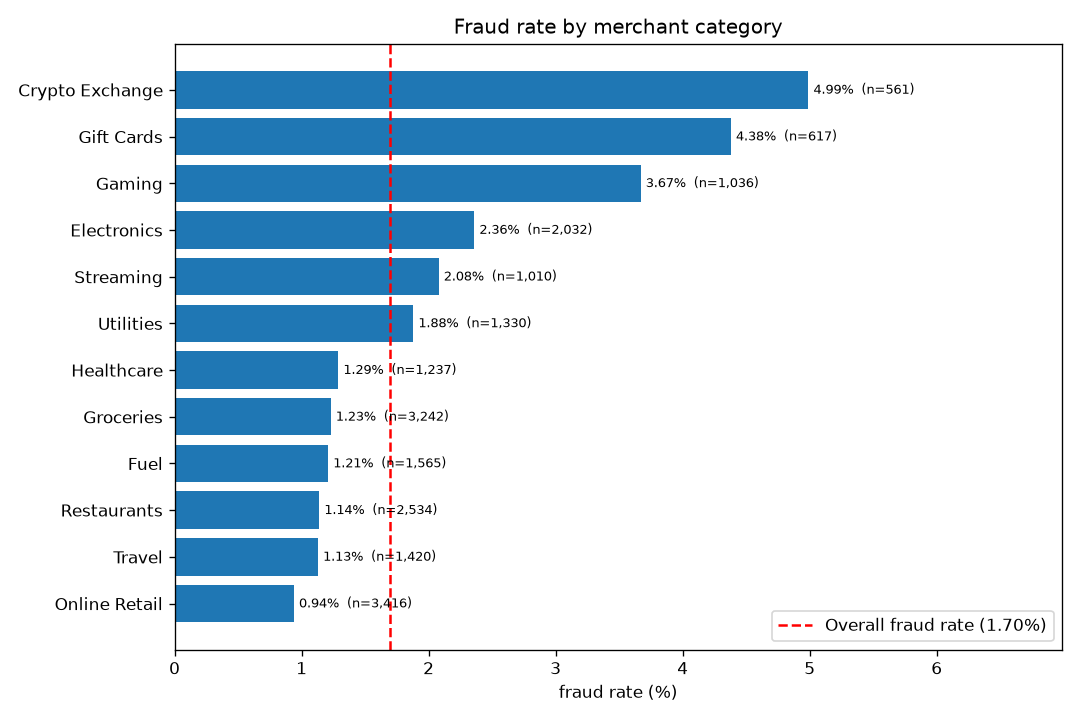 Fraud rate by merchant category
Crypto Exchange 4.99% (n=561)
Gift Cards 4.38% (n=617)
Gaming 3.67% (n=1,036)
Electronics 2.36% (n=2,032)
Streaming 2.08% (n=1,010)
Utilities 1.88% (n=1,330)
Healthcare 1.29% (n=1,237)
Groceries 1.23% (n=3,242)
Fuel 1.21% (n=1,565)
Restaurants 1.14% (n=2,534)
Travel 1.13% (n=1,420)
Online Retail 0.94% (n=3,416)
Overall fraud rate (1.70%)
0 1 2 3 4 5 6
fraud rate (%)